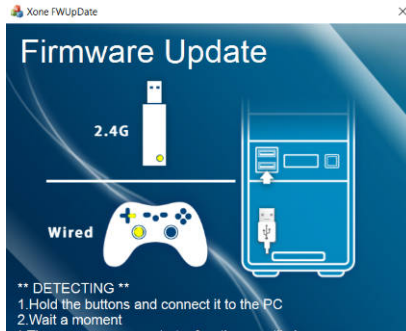 Xone FWUpDate
Firmware Update
2.4G
Wired
** DETECTING **
1.Hold the buttons and connect it to the PC
2.Wait a moment